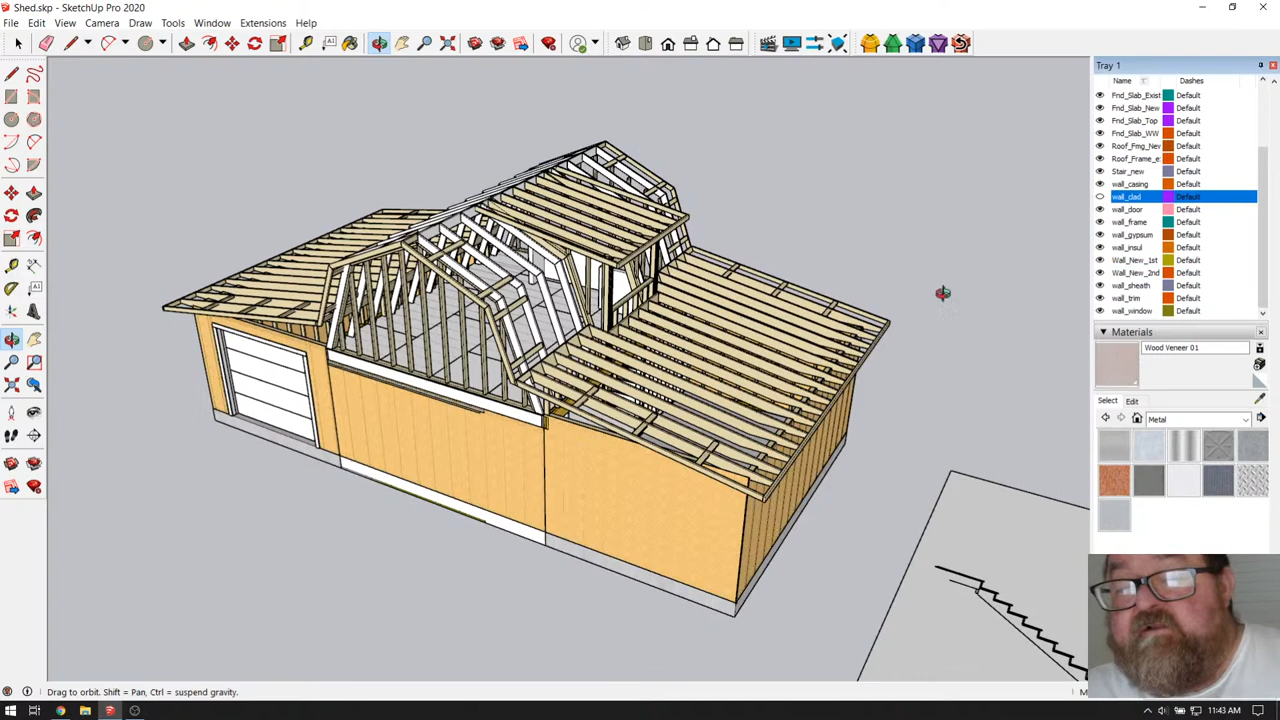 Shed.skp - SketchUp Pro 2020
File Edit View Camera Draw Tools Window Extensions Help
Tray 1
Name Dashes
Fnd_Slab_Exist Default
Fnd_Slab_New Default
Fnd_Slab_Top Default
Fnd_Slab_WW Default
Roof_Fmg_New Default
Roof_Frame_e Default
Stair_new Default
wall_casing Default
wall_clad Default
wall_door Default
wall_frame Default
wall_gypsum Default
wall_insul Default
Wall_New_1st Default
Wall_New_2nd Default
wall_sheath Default
wall_trim Default
wall_window Default
Materials
Wood Veneer 01
Select Edit
Metal
Drag to orbit. Shift = Pan, Ctrl = suspend gravity.
11:43 AM